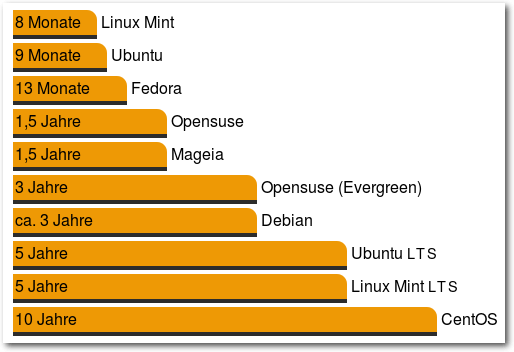 8 Monate Linux Mint
9 Monate Ubuntu
13 Monate Fedora
1,5 Jahre Opensuse
1,5 Jahre Mageia
3 Jahre Opensuse (Evergreen)
ca. 3 Jahre Debian
5 Jahre Ubuntu LTS
5 Jahre Linux Mint LTS
10 Jahre CentOS